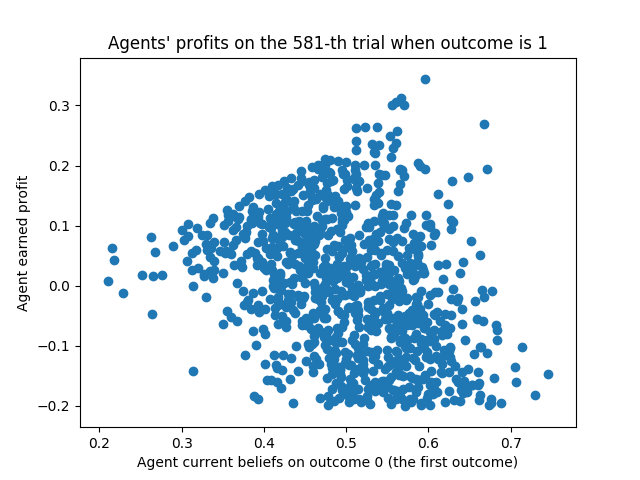 Agents' profits on the 581-th trial when outcome is 1
Agent earned profit
0.3
0.2
0.1
0.0
−0.1
−0.2
0.2 0.3 0.4 0.5 0.6 0.7
Agent current beliefs on outcome 0 (the first outcome)